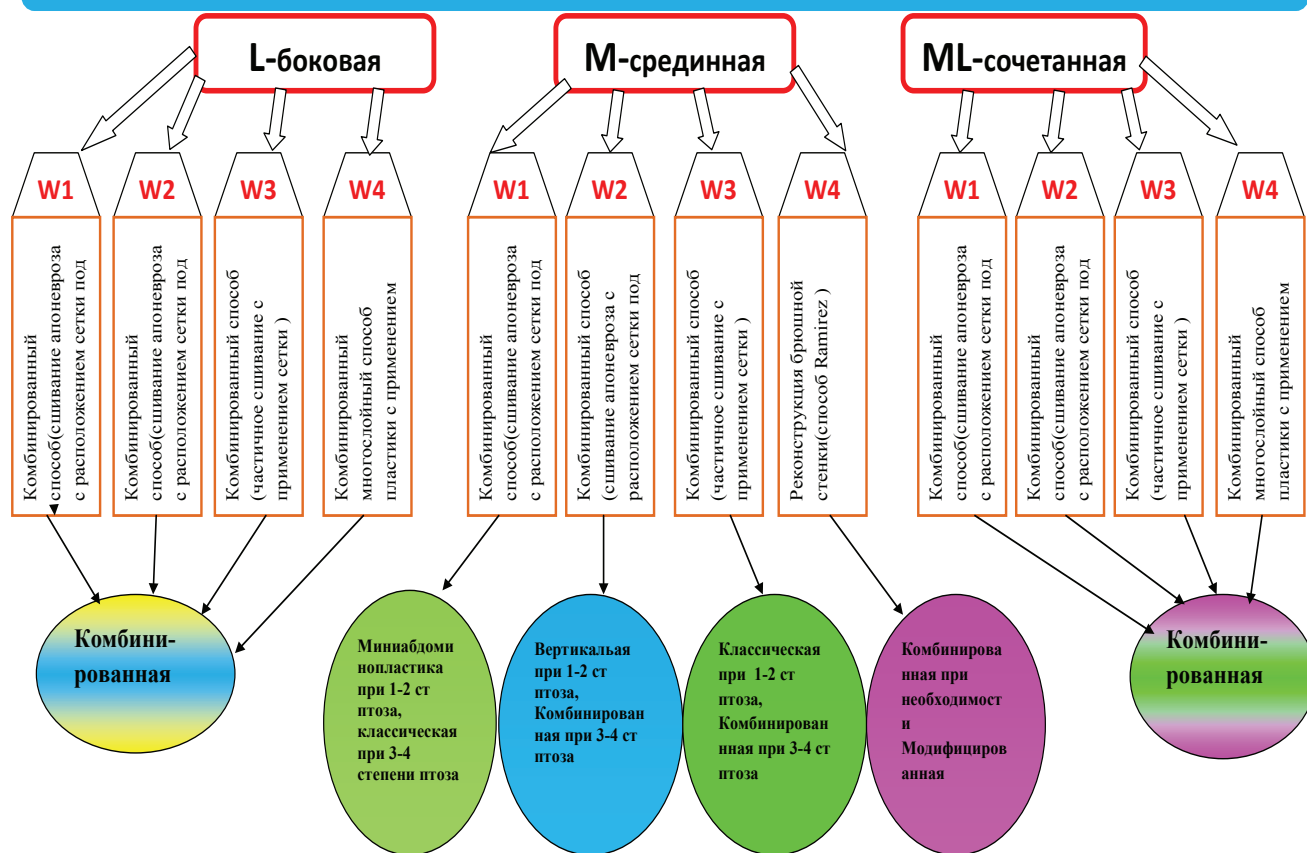 L-боковая
M-срединная
ML-сочетанная
W1
W2
W3
W4
W1
W2
W3
W4
W1
W2
W3
W4
Комбинированный
способ(сшивание апоневроза
с расположением сетки под
Комбинированный
способ(сшивание апоневроза
с расположением сетки под
Комбинированный способ
(частичное сшивание с
применением сетки )
Комбинированный
многослойный способ
пластики с применением
Комбинированный
способ(сшивание апоневроза
с расположением сетки под
Комбинированный способ
(сшивание апоневроза с
расположением сетки под
Комбинированный способ
(частичное сшивание с
применением сетки )
Реконструкция брюшной
стенки(способ Ramirez )
Комбинированный
способ(сшивание апоневроза
с расположением сетки под
Комбинированный
способ(сшивание апоневроза
с расположением сетки под
Комбинированный способ
(частичное сшивание с
применением сетки )
Комбинированный
многослойный способ
пластики с применением
Комбини-
рованная
Миниабдоми
нопластика
при 1-2 ст
птоза,
классическая
при 3-4
степени птоза
Вертикальая
при 1-2 ст
птоза,
Комбинирован
ная при 3-4 ст
птоза
Классическая
при 1-2 ст
птоза,
Комбинирован
нная при 3-4 ст
птоза
Комбинирова
нная при
необходимост
и
Модифициров
анная
Комбини-
рованная